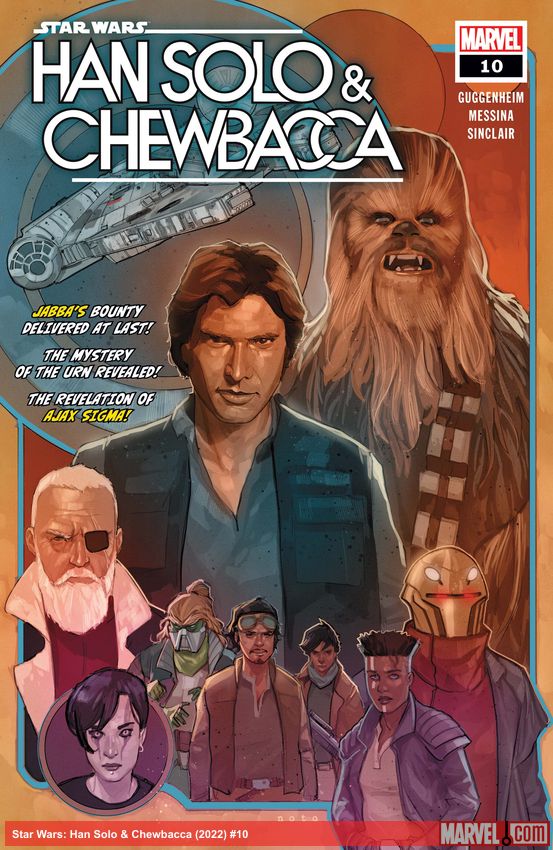 STAR WARS
HAN SOLO &
CHEWBACCA
MARVEL
10
GUGGENHEIM
MESSINA
SINCLAIR
JABBA'S BOUNTY
DELIVERED AT LAST!
THE MYSTERY
OF THE URN REVEALED!
THE REVELATION OF
AJAX SIGMA!
noto
Star Wars: Han Solo & Chewbacca (2022) #10
MARVEL.com